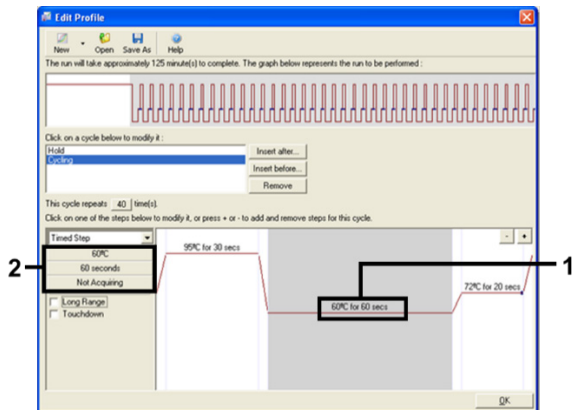 Edit Profile
New Open Save As Help
The run will take approximately 125 minute(s) to complete. The graph below represents the run to be performed :
Click on a cycle below to modify it :
Hold
Cycling
Insert after...
Insert before...
Remove
This cycle repeats 40 time(s).
Click on one of the steps below to modify it, or press + or - to add and remove steps for this cycle.
Timed Step
- +
95ºC for 30 secs
60ºC
60 seconds
Not Acquiring
2
1
72ºC for 20 secs
Long Range
60ºC for 60 secs
Touchdown
OK